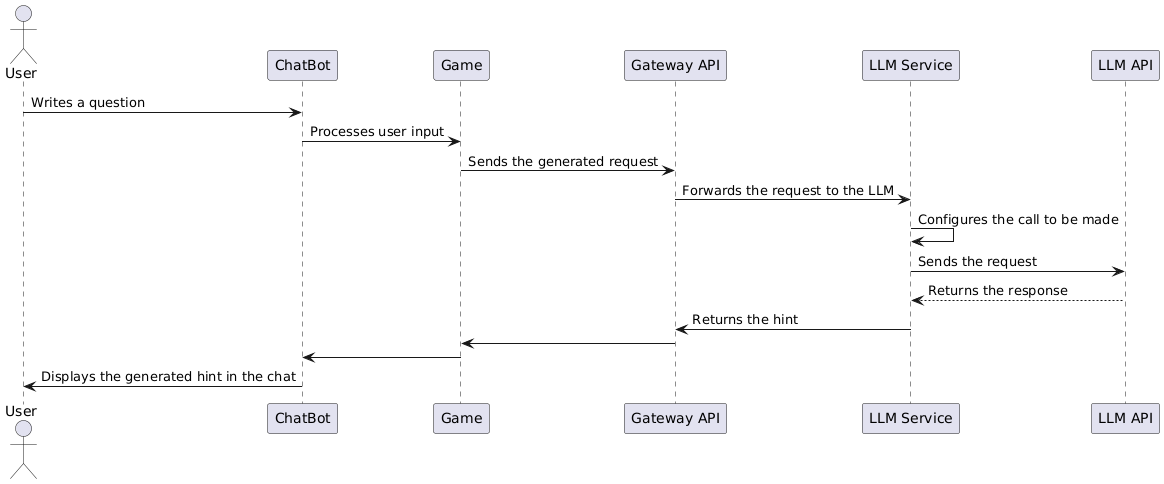 User
ChatBot
Game
Gateway API
LLM Service
LLM API
Writes a question
Processes user input
Sends the generated request
Forwards the request to the LLM
Configures the call to be made
Sends the request
Returns the response
Returns the hint
Displays the generated hint in the chat
User
ChatBot
Game
Gateway API
LLM Service
LLM API